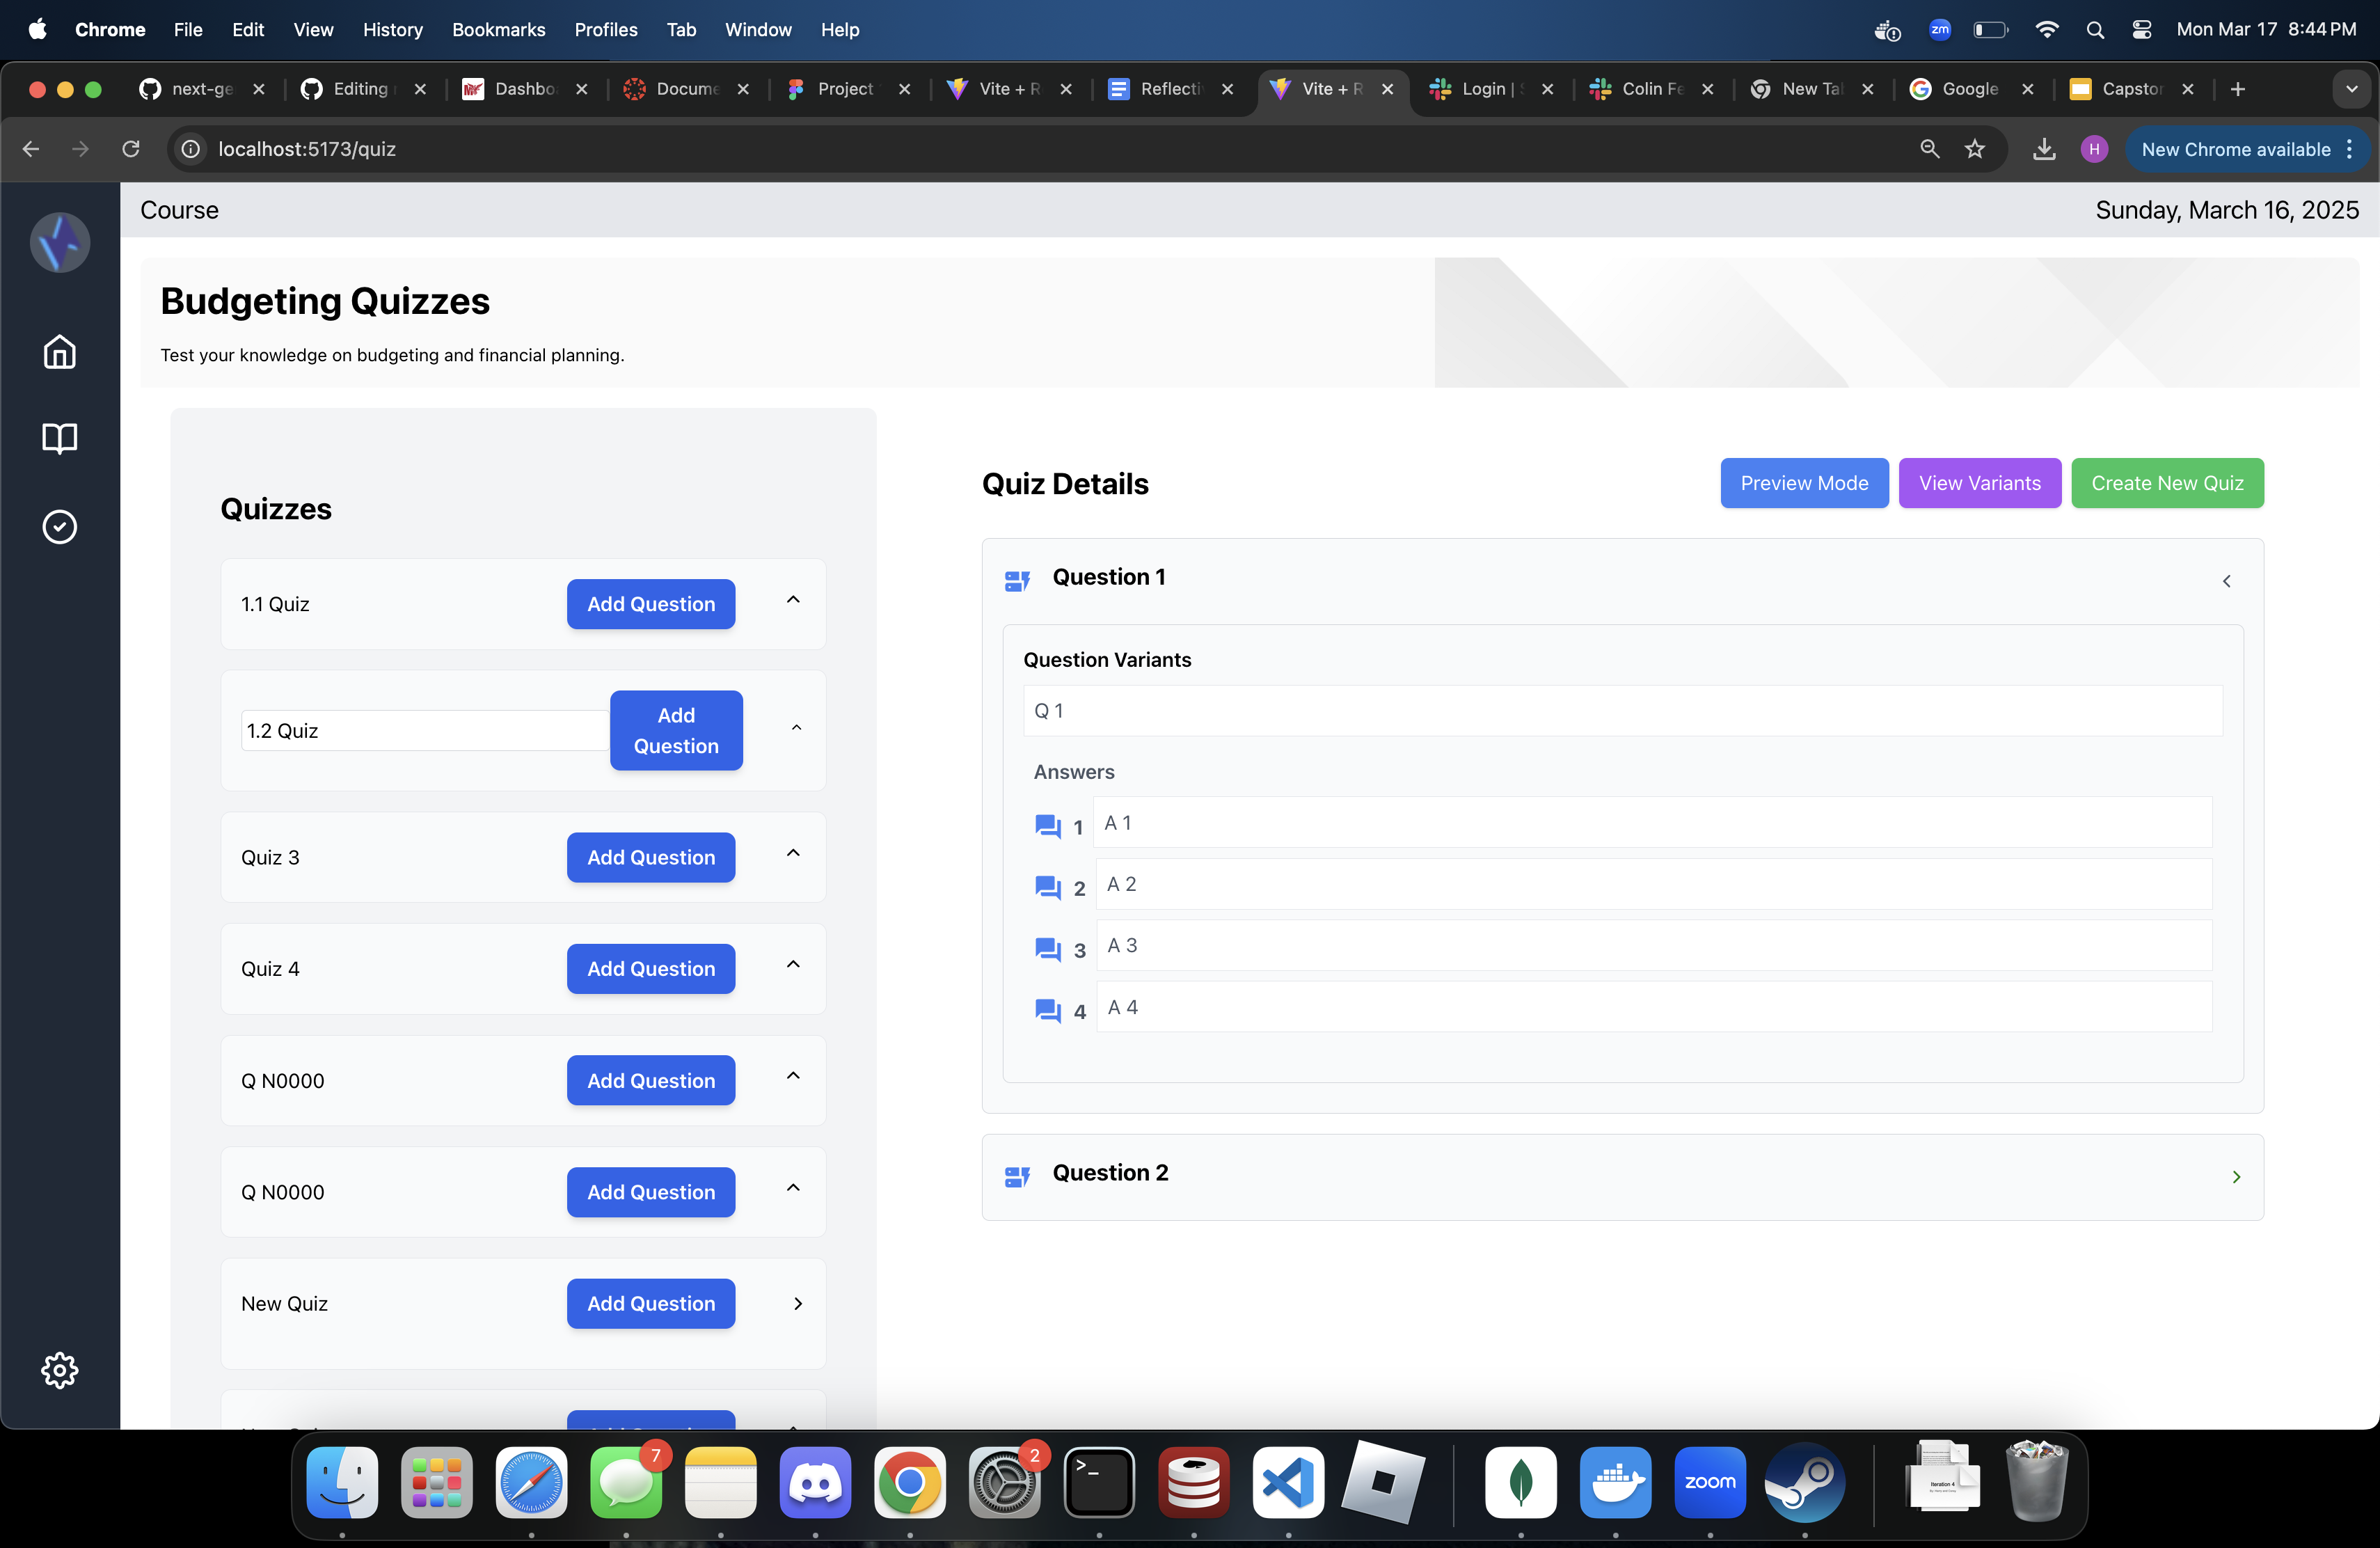 Chrome File Edit View History Bookmarks Profiles Tab Window Help
zm
Mon Mar 17 8:44 PM
next-ge
Editing
Dashbo
Docume
Project
Vite + R
Reflecti
Vite + R
Login |
Colin Fe
New Ta
Google
Capstor
localhost:5173/quiz
H
New Chrome available
Course
Sunday, March 16, 2025
Budgeting Quizzes
Test your knowledge on budgeting and financial planning.
Quizzes
1.1 Quiz
Add Question
1.2 Quiz
Add
Question
Quiz 3
Add Question
Quiz 4
Add Question
Q N0000
Add Question
Q N0000
Add Question
New Quiz
Add Question
Quiz Details
Preview Mode
View Variants
Create New Quiz
Question 1
Question Variants
Q 1
Answers
1 A 1
2 A 2
3 A 3
4 A 4
Question 2
7
2
zoom
Iteration 4